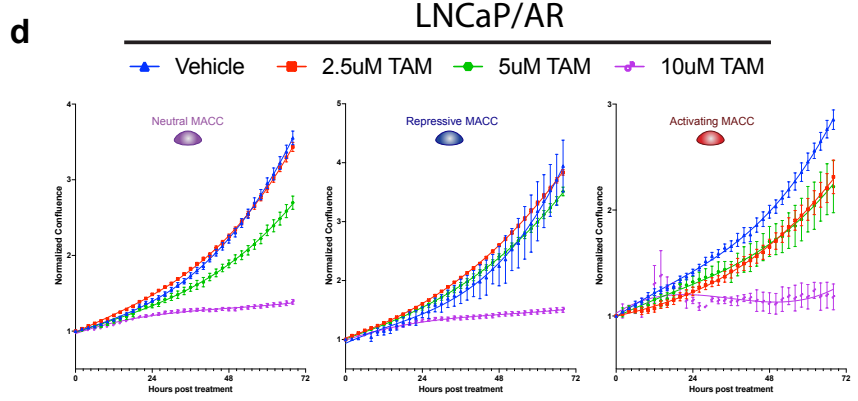 LNCaP/AR
d
Vehicle 2.5uM TAM 5uM TAM 10uM TAM
Neutral MACC
Normalized Confluence
4
3
2
1
0 24 48 72
Hours post treatment
Repressive MACC
Normalized Confluence
5
4
3
2
1
0 24 48 72
Hours post treatment
Activating MACC
Normalized Confluence
3
2
1
0 24 48 72
Hours post treatment